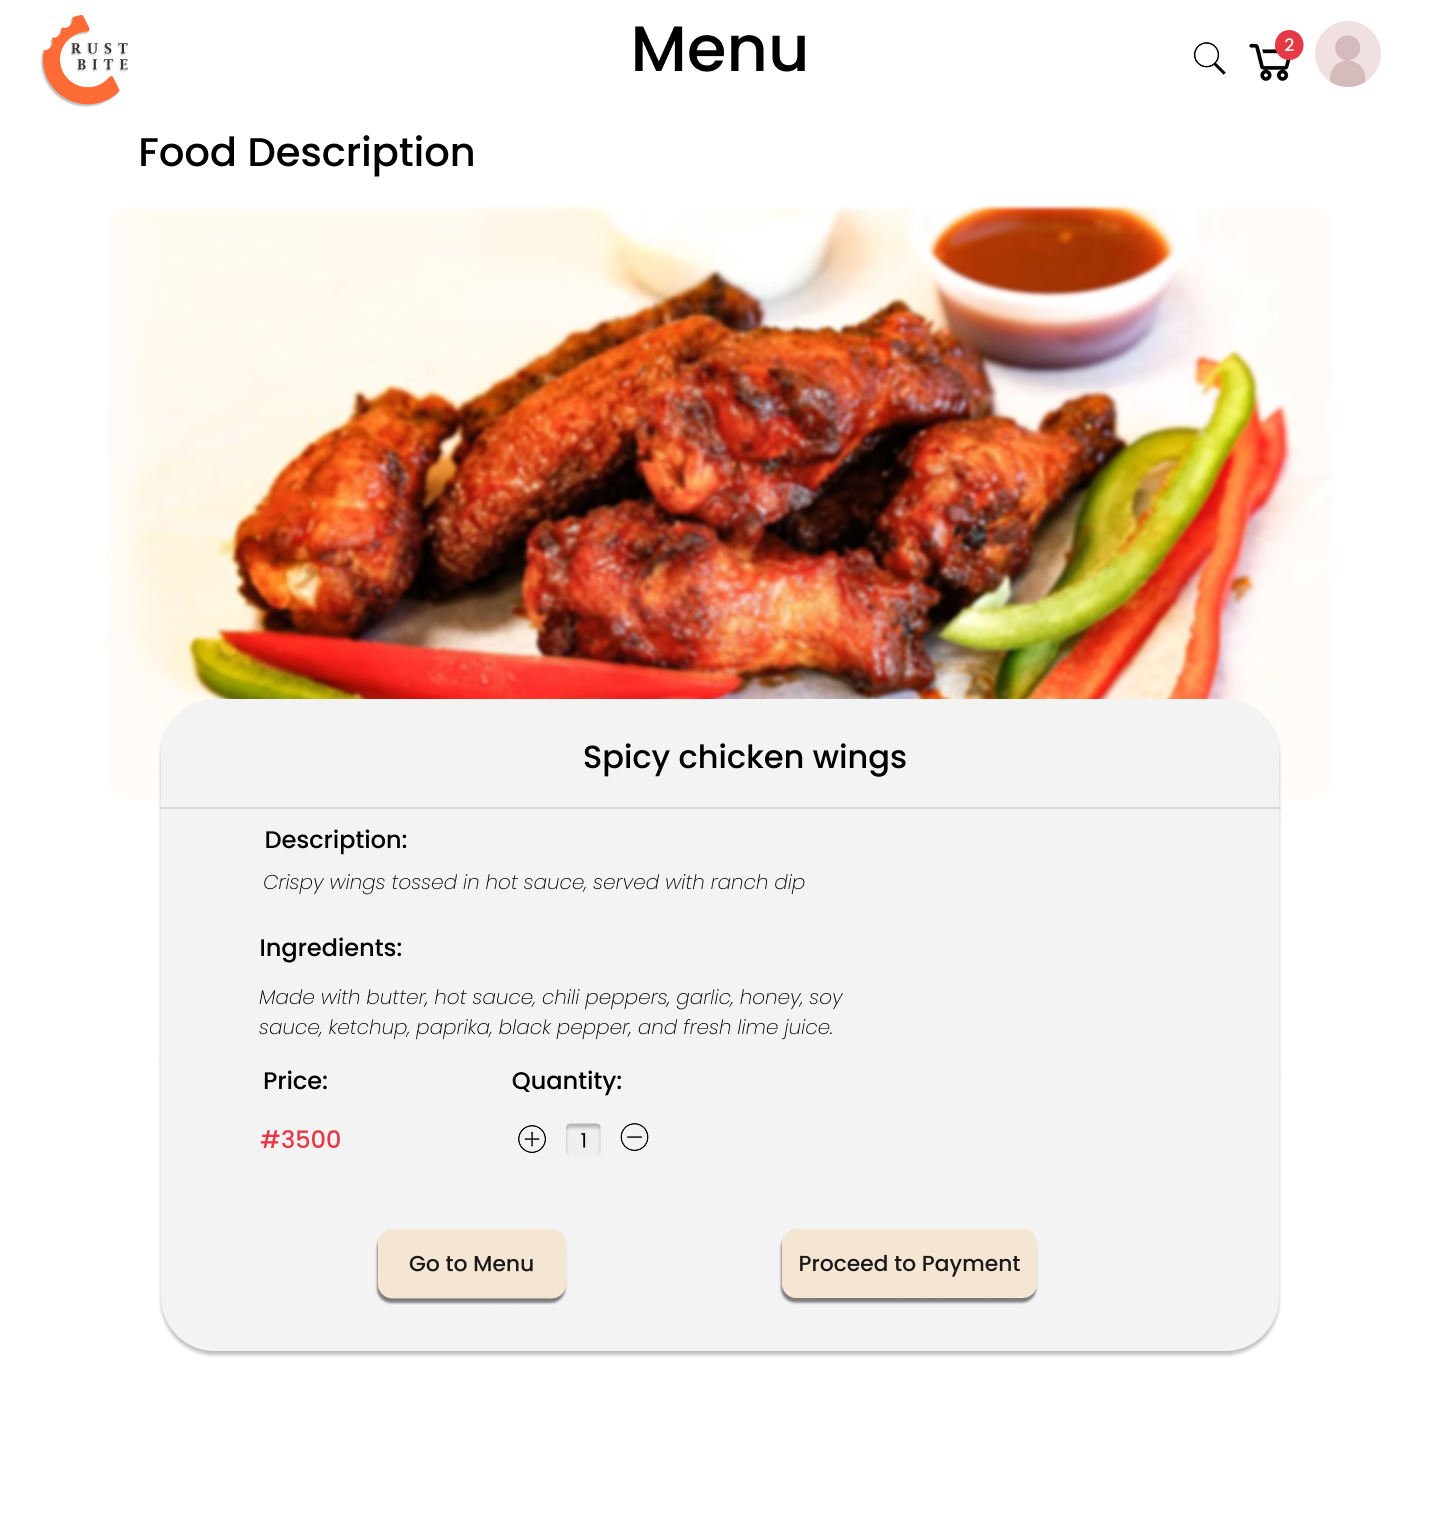 RUST
BITE
Menu
2
Food Description
Spicy chicken wings
Description:
Crispy wings tossed in hot sauce, served with ranch dip
Ingredients:
Made with butter, hot sauce, chili peppers, garlic, honey, soy
sauce, ketchup, paprika, black pepper, and fresh lime juice.
Price: Quantity:
#3500 1
Go to Menu Proceed to Payment